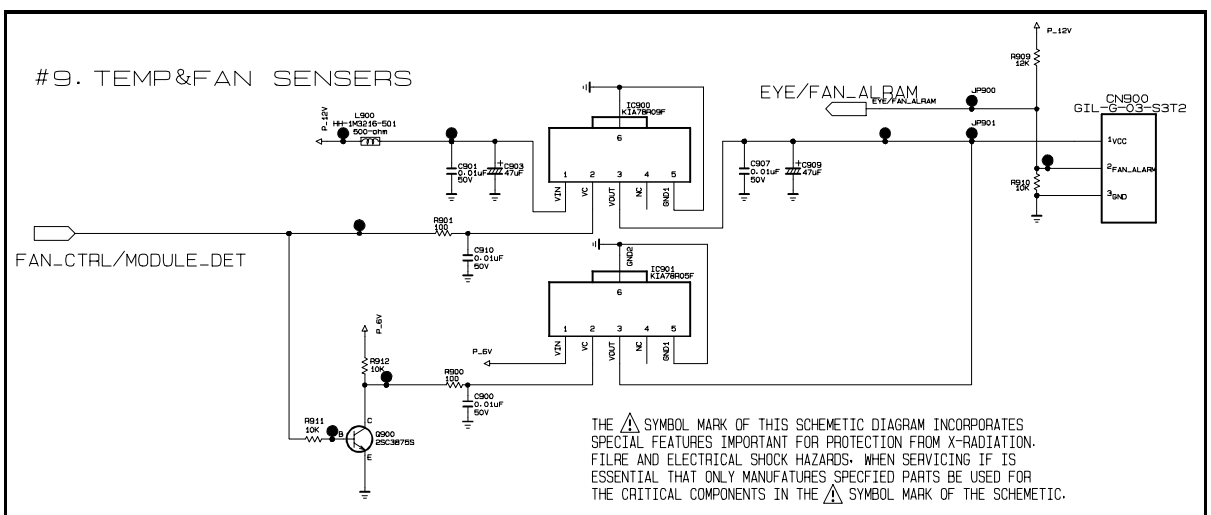 #9. TEMP&FAN SENSERS
P_12V
R909
12K
EYE/FAN_ALRAM
EYE/FAN_ALRAM
JP900
CN900
GIL-G-03-S3T2
P_12V
L900
HH-1M3216-501
500-ohm
IC900
KIA78R09F
6
JP901
1 VCC
C901
0.01uF
50V
C903
47uF
1 2 3 4 5
VIN VC VOUT NC GND1
C907
0.01uF
50V
C909
47uF
2 FAN_ALARM
R910
10K
3 GND
R901
100
FAN_CTRL/MODULE_DET
C910
0.01uF
50V
GND2
IC901
KIA78R05F
6
1 2 3 4 5
VIN VC VOUT NC GND1
P_6V
P_6V
R912
10K
R900
100
C900
0.01uF
50V
R911
10K
B
C
Q900
2SC3875S
E
THE ⚠ SYMBOL MARK OF THIS SCHEMETIC DIAGRAM INCORPORATES
SPECIAL FEATURES IMPORTANT FOR PROTECTION FROM X-RADIATION.
FILRE AND ELECTRICAL SHOCK HAZARDS, WHEN SERVICING IF IS
ESSENTIAL THAT ONLY MANUFATURES SPECFIED PARTS BE USED FOR
THE CRITICAL COMPONENTS IN THE ⚠ SYMBOL MARK OF THE SCHEMETIC.